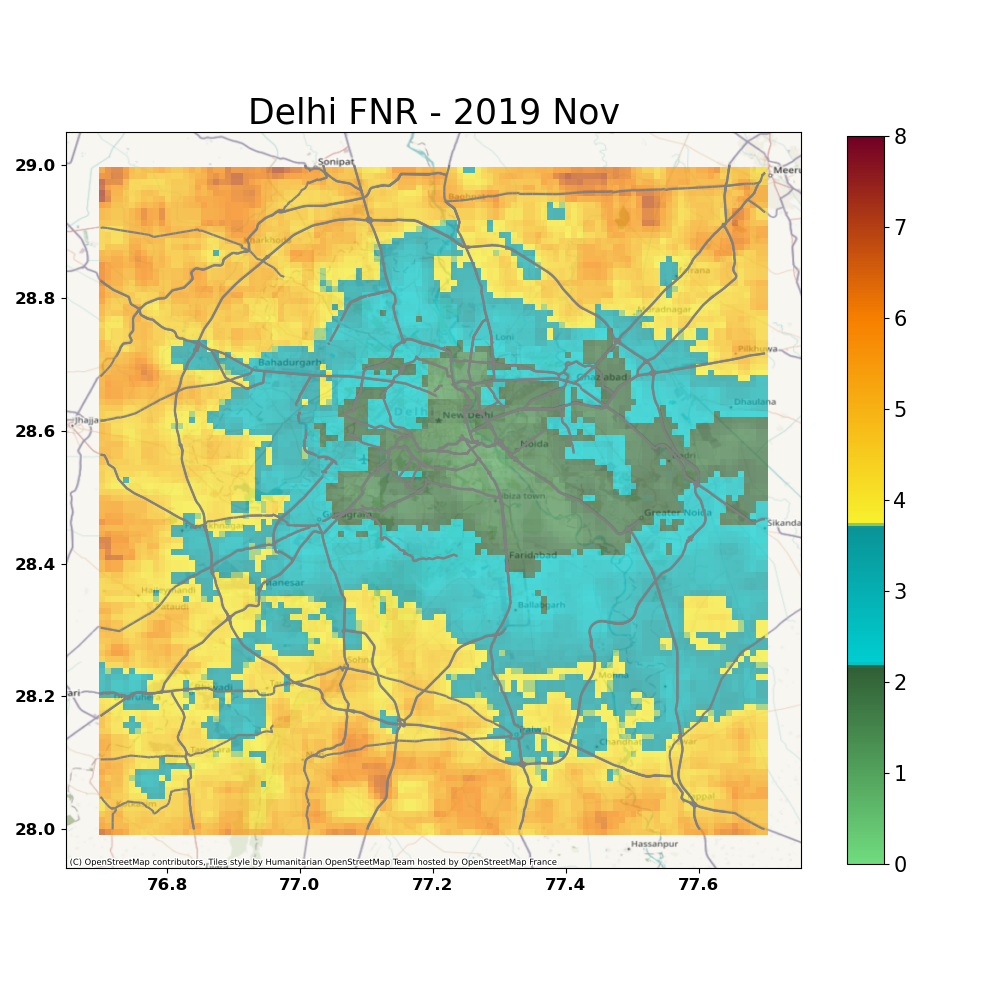 Delhi FNR - 2019 Nov
29.0
28.8
28.6
28.4
28.2
28.0
76.8
77.0
77.2
77.4
77.6
8
7
6
5
4
3
2
1
0
Sonipat
Meeru
Loni
Pilkhuwa
Bahadurgarh
Dhaulana
Jhajja
Delhi
New Delhi
Noida
Greater Noida
Sikanda
Faridabad
Manesar
Ballabgarh
Hassanpur
(C) OpenStreetMap contributors, Tiles style by Humanitarian OpenStreetMap Team hosted by OpenStreetMap France